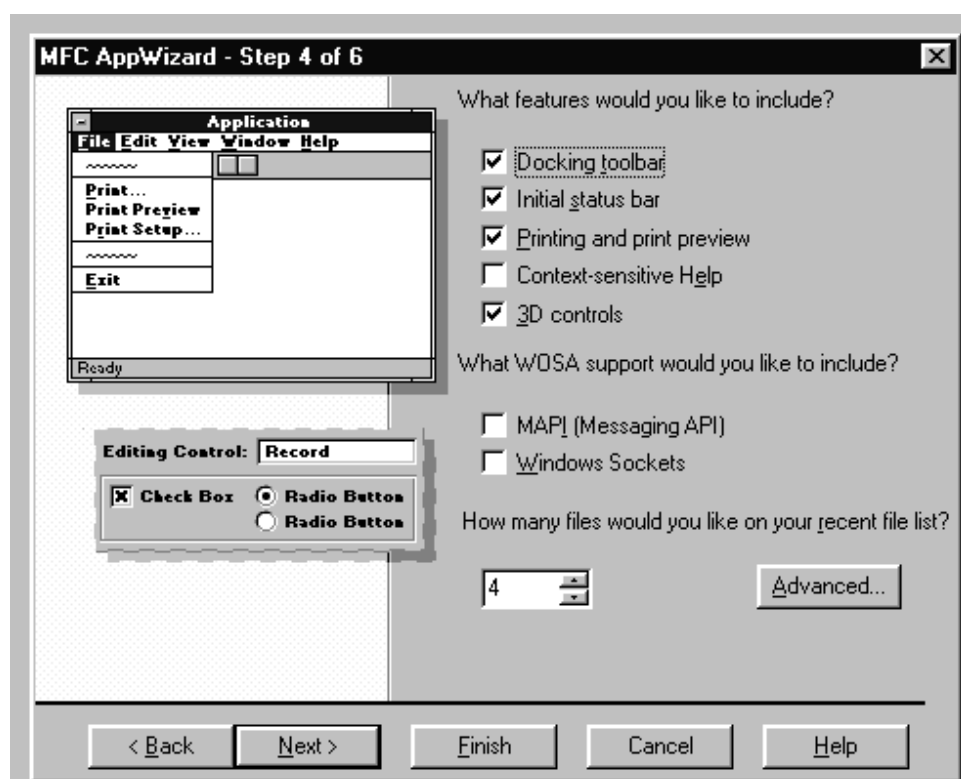 MFC AppWizard - Step 4 of 6
Application
File Edit View Window Help
Print...
Print Preview
Print Setup...
Exit
Ready
Editing Control: Record
Check Box Radio Button
Radio Button
What features would you like to include?
Docking toolbar
Initial status bar
Printing and print preview
Context-sensitive Help
3D controls
What WOSA support would you like to include?
MAPI (Messaging API)
Windows Sockets
How many files would you like on your recent file list?
4
Advanced...
< Back Next > Finish Cancel Help